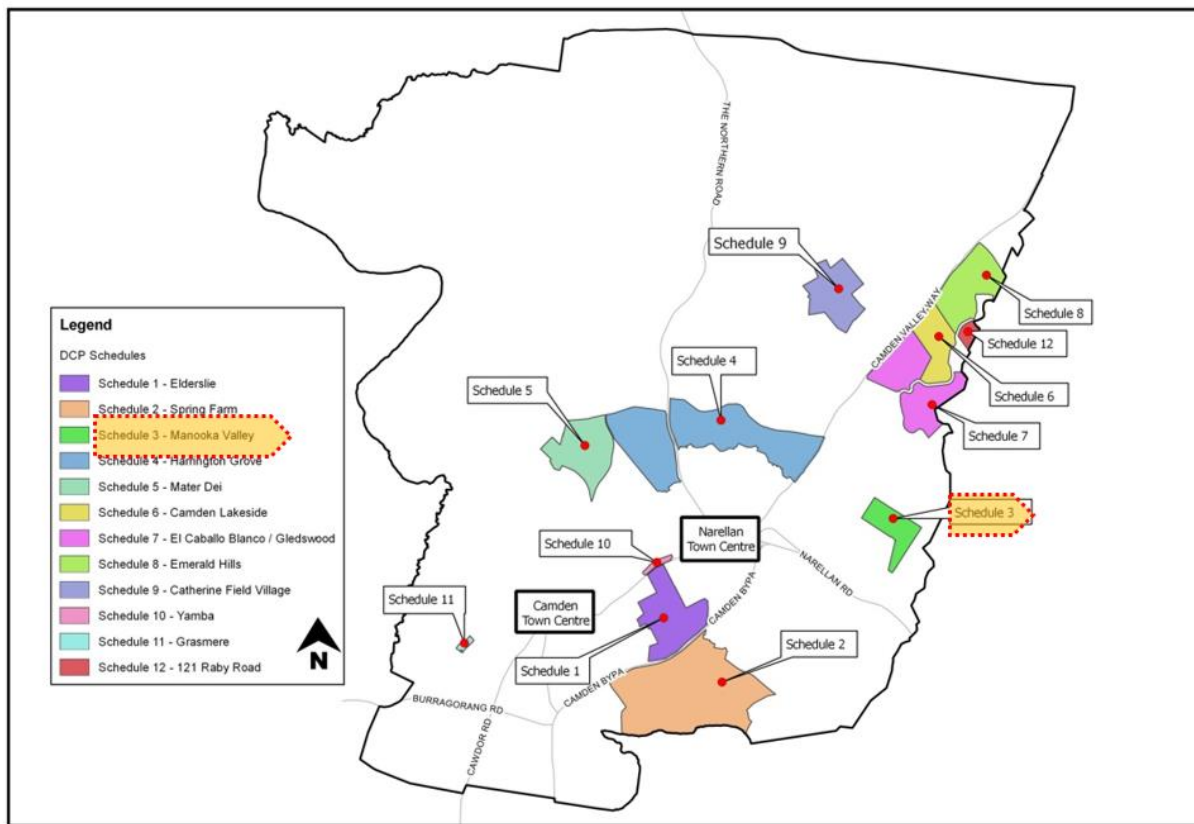 THE NORTHERN ROAD
Schedule 9
CAMDEN VALLEY WAY
Schedule 8
Schedule 12
Schedule 6
Schedule 7
Schedule 4
Schedule 5
Schedule 3
Legend
DCP Schedules
Schedule 1 - Elderslie
Schedule 2 - Spring Farm
Schedule 3 - Manooka Valley
Schedule 4 - Harrington Grove
Schedule 5 - Mater Dei
Schedule 6 - Camden Lakeside
Schedule 7 - El Caballo Blanco / Gledswood
Schedule 8 - Emerald Hills
Schedule 9 - Catherine Field Village
Schedule 10 - Yamba
Schedule 11 - Grasmere
Schedule 12 - 121 Raby Road
N
Narellan
Town Centre
NARELLAN RD
Schedule 10
Schedule 11
Camden
Town Centre
CAMDEN BYPA
Schedule 1
Schedule 2
CAMDEN BYPA
BURRAGORANG RD
CAWDOR RD